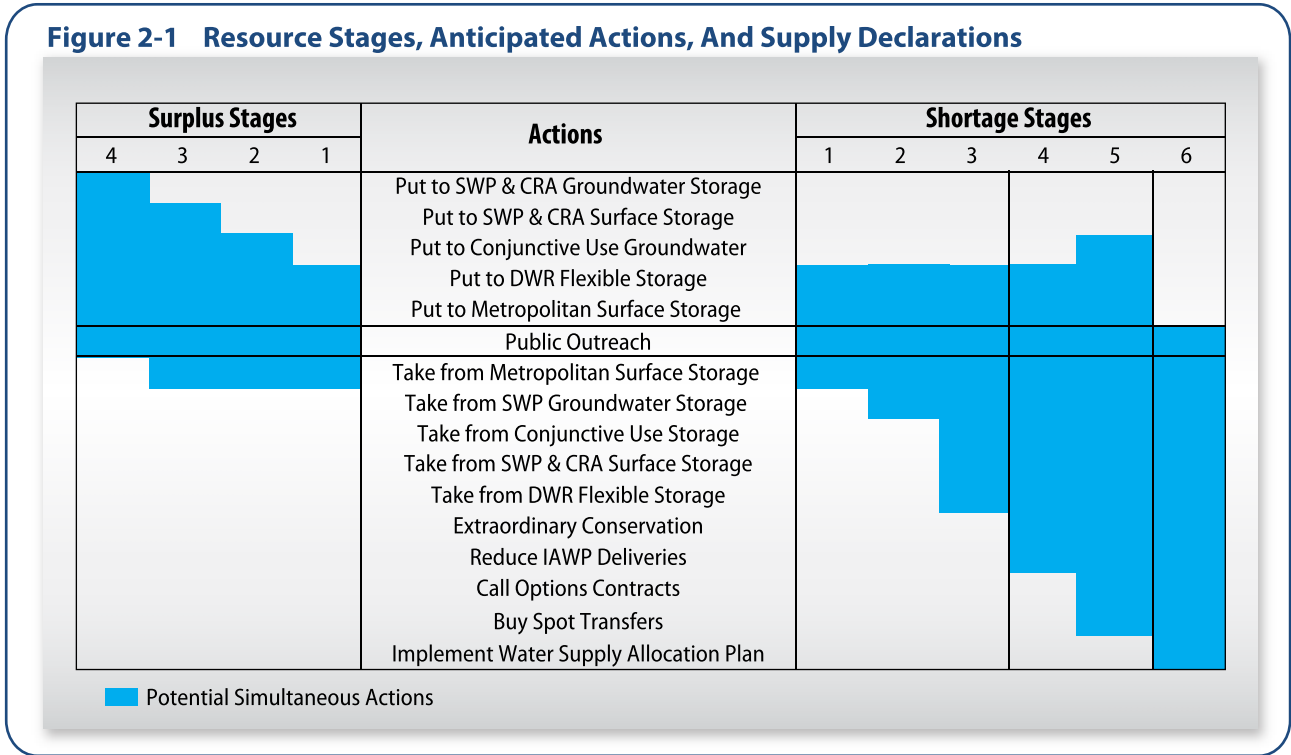 Figure 2-1 Resource Stages, Anticipated Actions, And Supply Declarations
Surplus Stages
Actions
Shortage Stages
4 3 2 1
1 2 3 4 5 6
Put to SWP & CRA Groundwater Storage
Put to SWP & CRA Surface Storage
Put to Conjunctive Use Groundwater
Put to DWR Flexible Storage
Put to Metropolitan Surface Storage
Public Outreach
Take from Metropolitan Surface Storage
Take from SWP Groundwater Storage
Take from Conjunctive Use Storage
Take from SWP & CRA Surface Storage
Take from DWR Flexible Storage
Extraordinary Conservation
Reduce IAWP Deliveries
Call Options Contracts
Buy Spot Transfers
Implement Water Supply Allocation Plan
Potential Simultaneous Actions